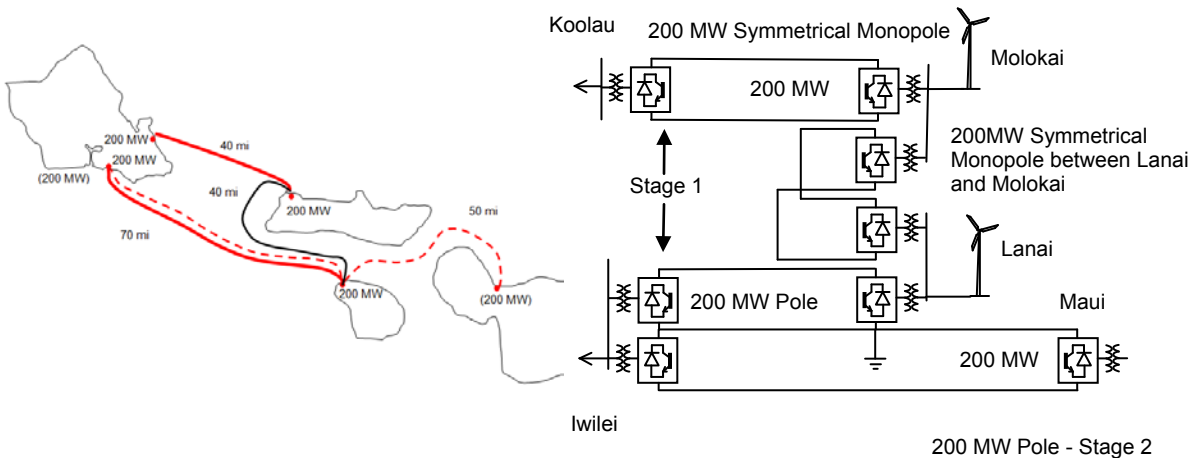 200 MW
200 MW
(200 MW)
40 mi
40 mi
200 MW
70 mi
50 mi
200 MW
(200 MW)
Koolau
200 MW Symmetrical Monopole
Molokai
200 MW
200MW Symmetrical
Monopole between Lanai
and Molokai
Stage 1
Lanai
200 MW Pole
Maui
200 MW
Iwilei
200 MW Pole - Stage 2